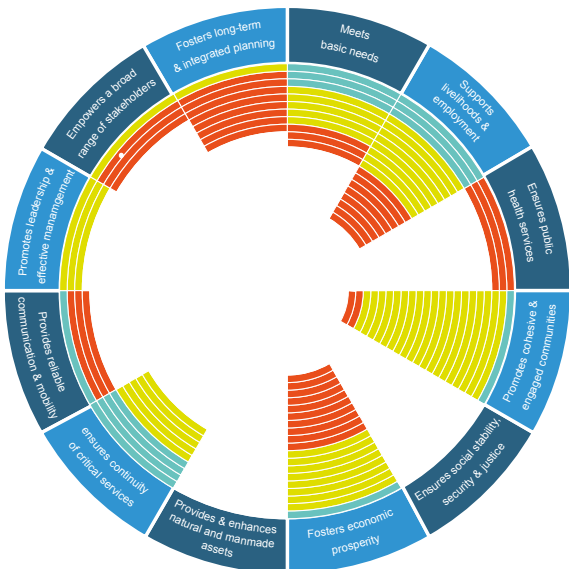 Meets
basic needs
Supports
livelihoods &
employment
Ensures public
health services
Promotes cohesive &
engaged communities
Ensures social stability,
security & justice
Fosters economic
prosperity
Provides & enhances
natural and manmade
assets
ensures continuity
of critical services
Provides reliable
communication & mobility
Promotes leadership &
effective manamgement
Empowers a broad
range of stakeholders
Fosters long-term
& integrated planning